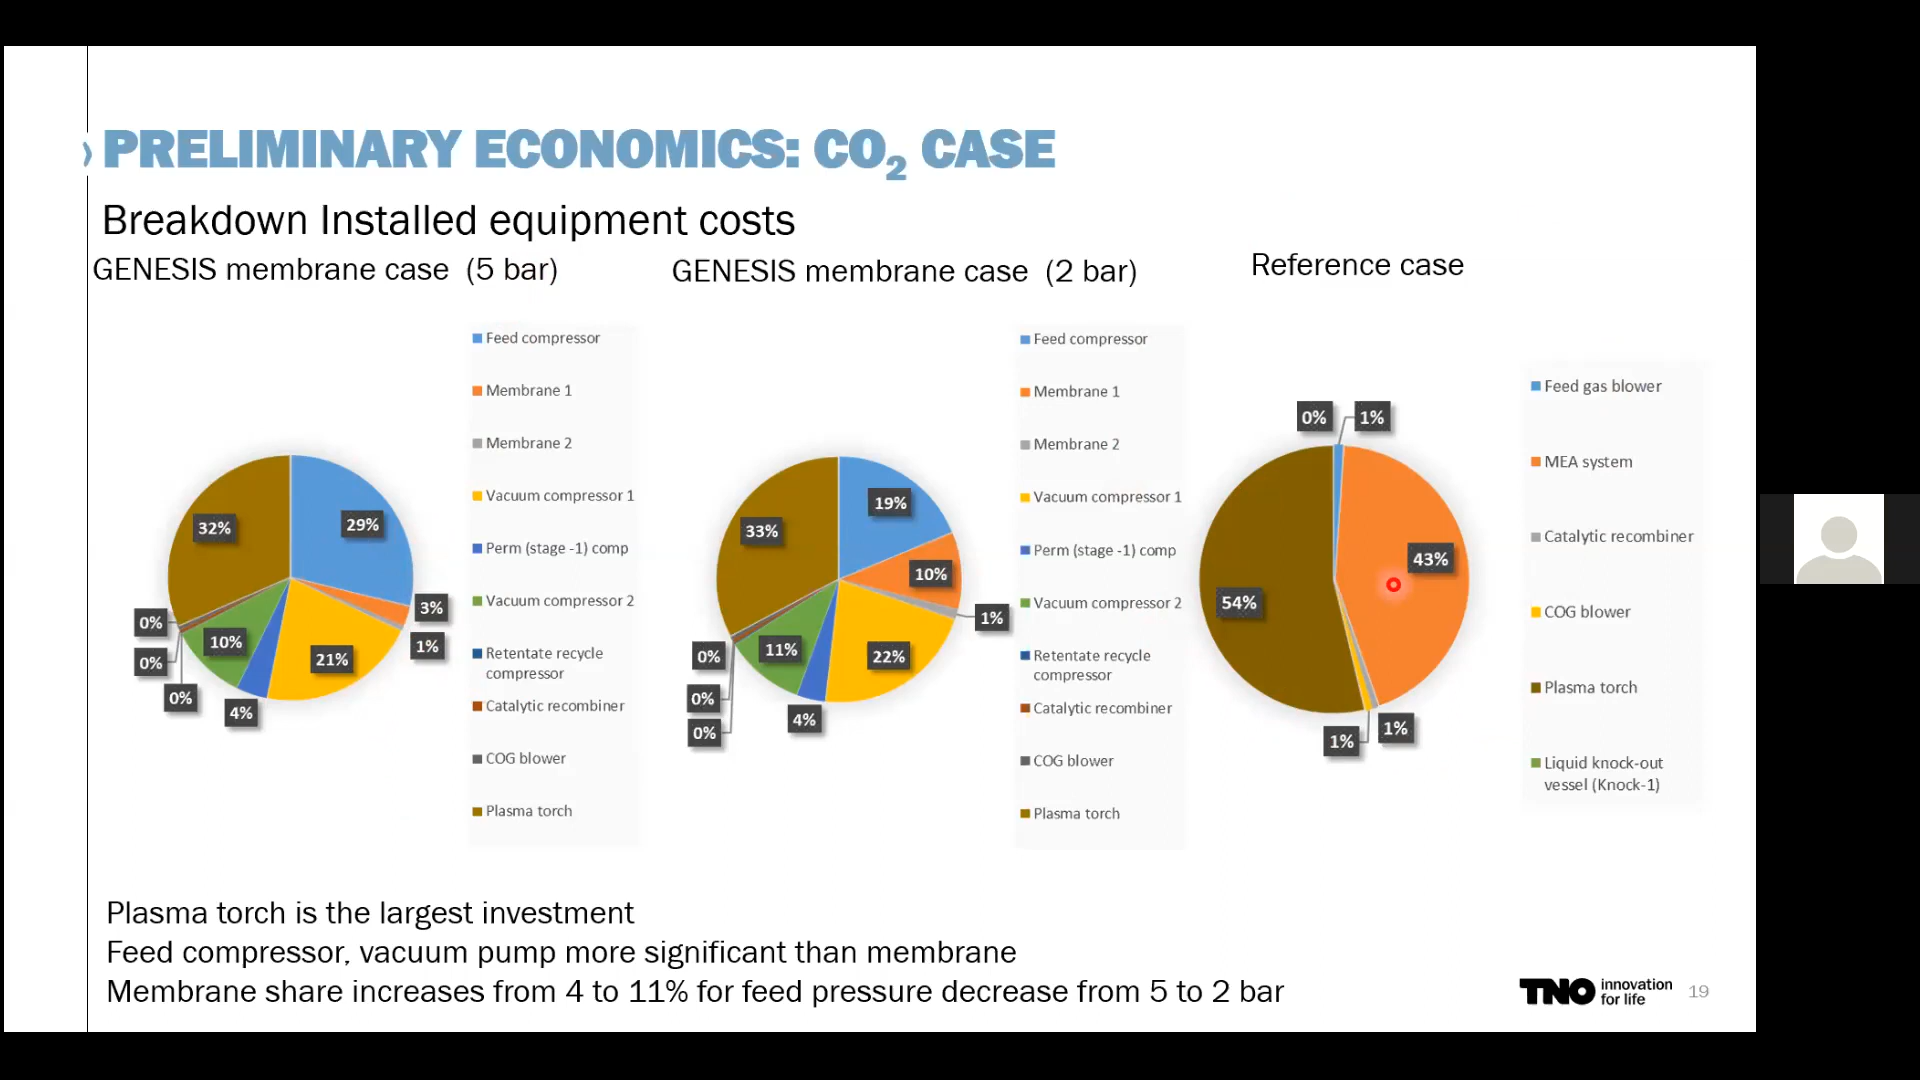 › PRELIMINARY ECONOMICS: CO2 CASE
Breakdown Installed equipment costs
GENESIS membrane case (5 bar)
Feed compressor
Membrane 1
Membrane 2
Vacuum compressor 1
Perm (stage -1) comp
Vacuum compressor 2
Retentate recycle
compressor
Catalytic recombiner
COG blower
Plasma torch
32%
29%
3%
1%
21%
4%
10%
0%
0%
0%
GENESIS membrane case (2 bar)
Feed compressor
Membrane 1
Membrane 2
Vacuum compressor 1
Perm (stage -1) comp
Vacuum compressor 2
Retentate recycle
compressor
Catalytic recombiner
COG blower
Plasma torch
33%
19%
10%
1%
22%
4%
11%
0%
0%
0%
Reference case
Feed gas blower
MEA system
Catalytic recombiner
COG blower
Plasma torch
Liquid knock-out
vessel (Knock-1)
0%
1%
43%
54%
1%
1%
Plasma torch is the largest investment
Feed compressor, vacuum pump more significant than membrane
Membrane share increases from 4 to 11% for feed pressure decrease from 5 to 2 bar
TNO innovation
for life
19